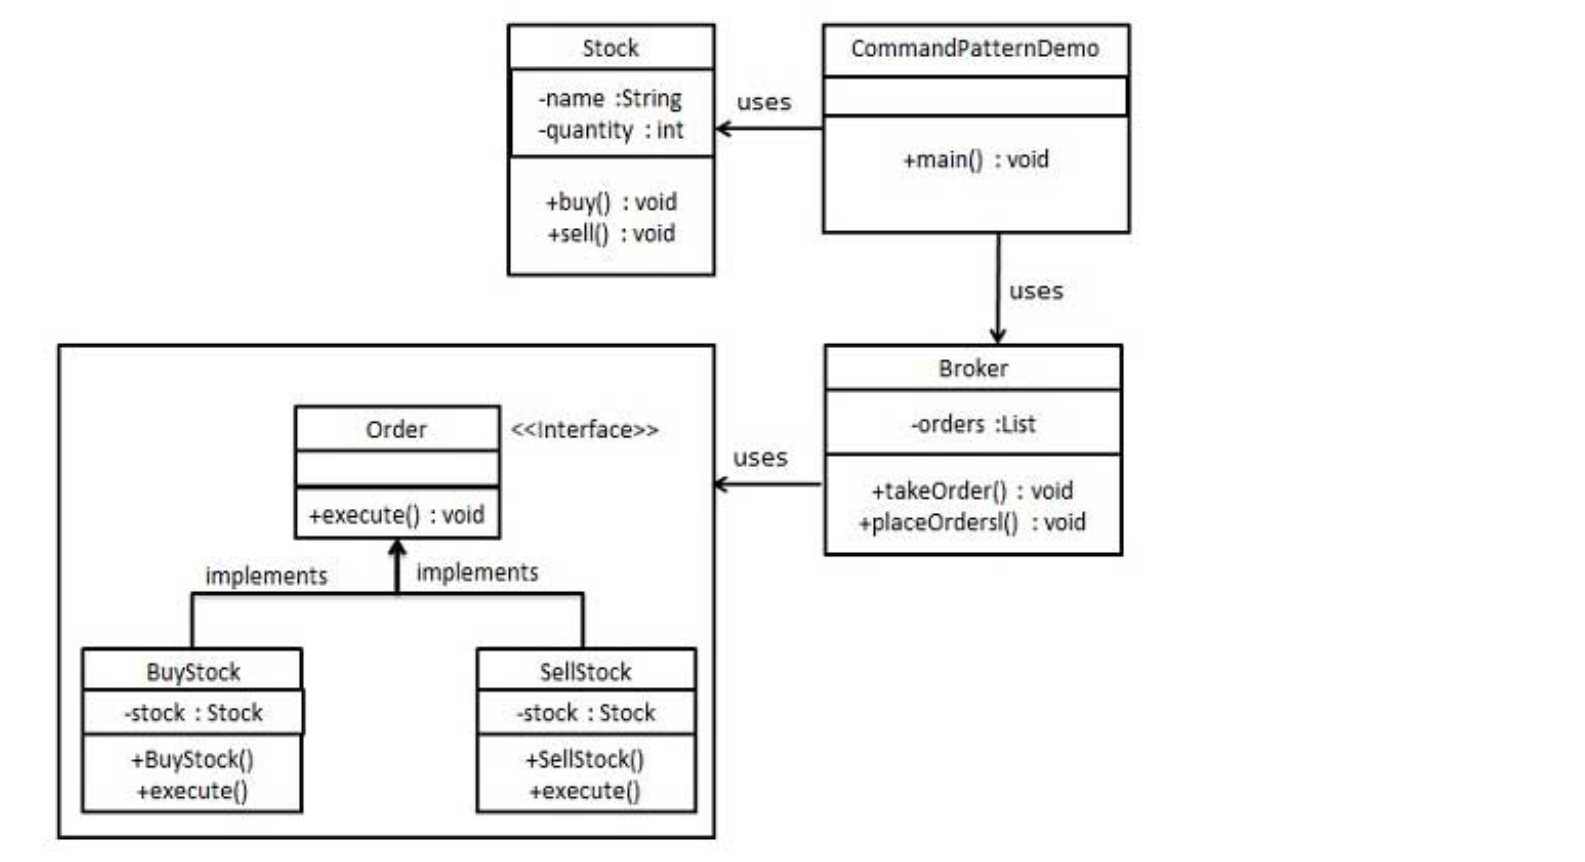 Stock
-name :String
-quantity : int
+buy() : void
+sell() : void
uses
CommandPatternDemo
+main() : void
uses
Broker
-orders :List
+takeOrder() : void
+placeOrdersl() : void
uses
Order
<<Interface>>
+execute() : void
implements
implements
BuyStock
-stock : Stock
+BuyStock()
+execute()
SellStock
-stock : Stock
+SellStock()
+execute()